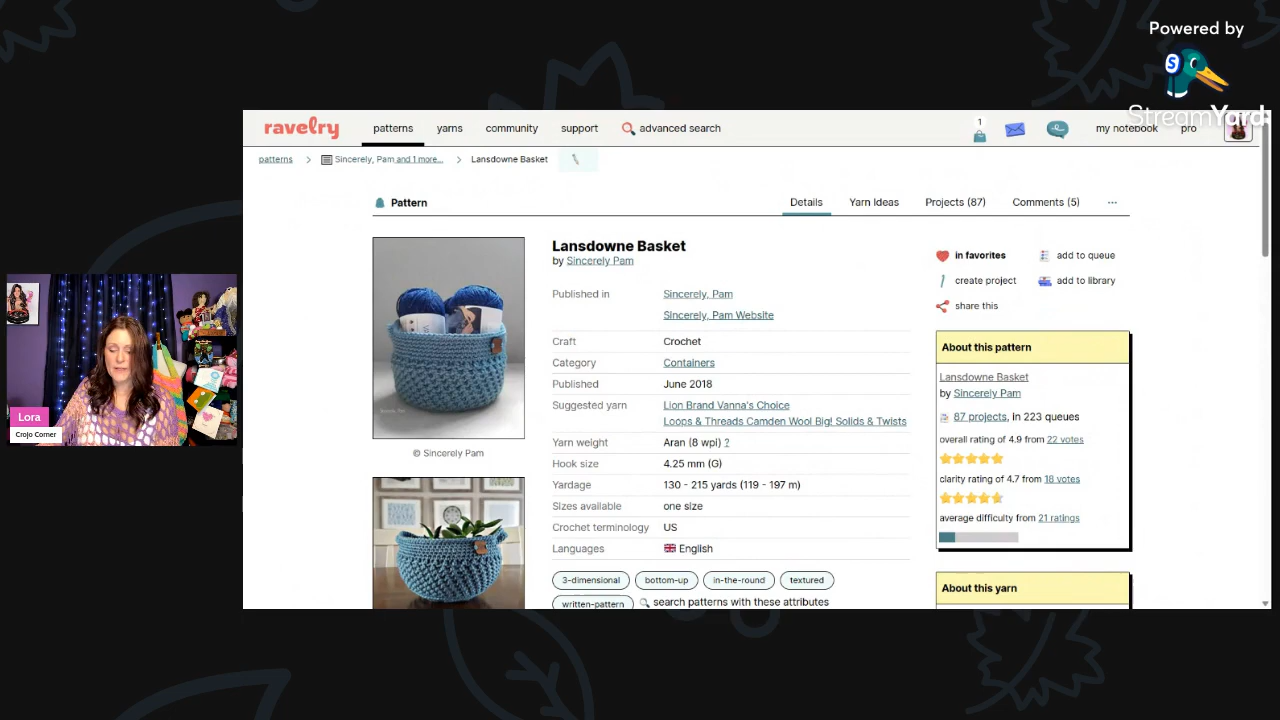 Powered by
StreamYard
ravelry
patterns
yarns
community
support
advanced search
1
my notebook
pro
patterns
Sincerely, Pam and 1 more...
Lansdowne Basket
Pattern
Details
Yarn Ideas
Projects (87)
Comments (5)
Lansdowne Basket
by Sincerely Pam
Published in
Sincerely, Pam
Sincerely, Pam Website
Craft
Crochet
Category
Containers
Published
June 2018
Suggested yarn
Lion Brand Vanna's Choice
Loops & Threads Camden Wool Big! Solids & Twists
Yarn weight
Aran (8 wpi) ?
Hook size
4.25 mm (G)
Yardage
130 - 215 yards (119 - 197 m)
Sizes available
one size
Crochet terminology
US
Languages
English
3-dimensional
bottom-up
in-the-round
textured
written-pattern
search patterns with these attributes
© Sincerely Pam
in favorites
add to queue
create project
add to library
share this
About this pattern
Lansdowne Basket
by Sincerely Pam
87 projects, in 223 queues
overall rating of 4.9 from 22 votes
clarity rating of 4.7 from 18 votes
average difficulty from 21 ratings
About this yarn
Lora
Crojo Corner